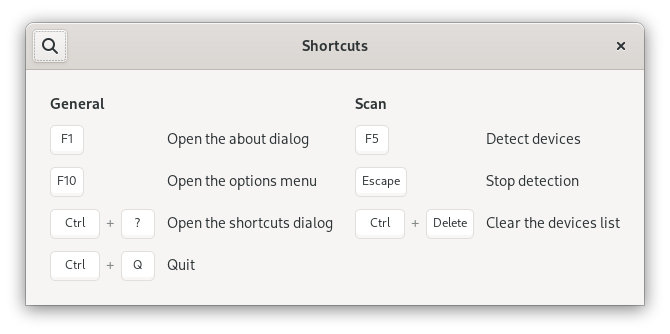 Shortcuts
General
F1 Open the about dialog
F10 Open the options menu
Ctrl + ? Open the shortcuts dialog
Ctrl + Q Quit
Scan
F5 Detect devices
Escape Stop detection
Ctrl + Delete Clear the devices list